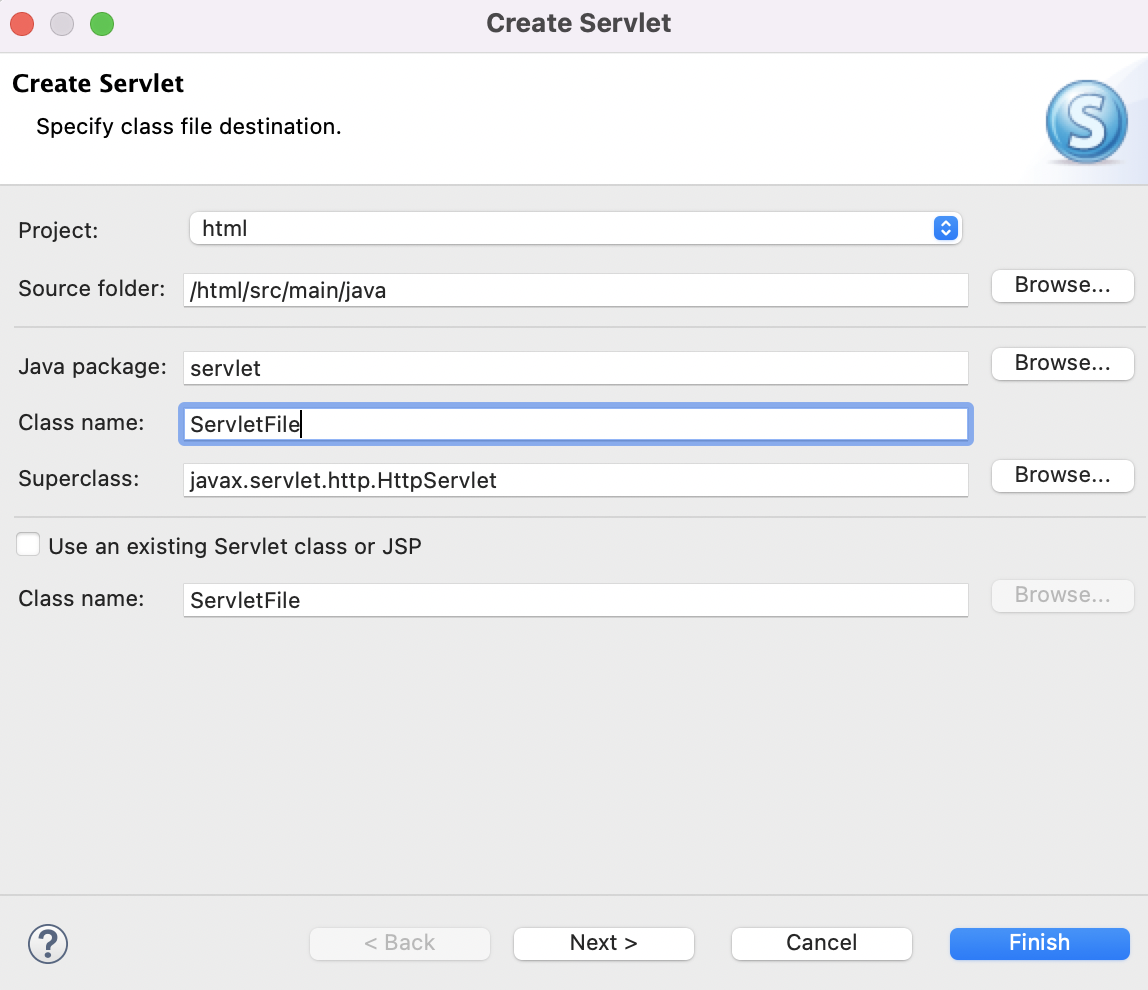 Create Servlet
Create Servlet
Specify class file destination.
S
Project: html
Source folder: /html/src/main/java Browse...
Java package: servlet Browse...
Class name: ServletFile
Superclass: javax.servlet.http.HttpServlet Browse...
Use an existing Servlet class or JSP
Class name: ServletFile Browse...
? < Back Next > Cancel Finish